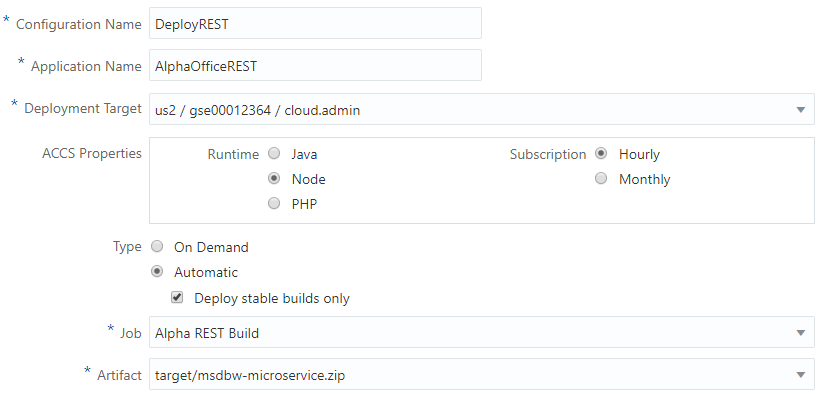 * Configuration Name DeployREST
* Application Name AlphaOfficeREST
* Deployment Target us2 / gse00012364 / cloud.admin
ACCS Properties Runtime Java Subscription Hourly
Node Monthly
PHP
Type On Demand
Automatic
Deploy stable builds only
* Job Alpha REST Build
* Artifact target/msdbw-microservice.zip